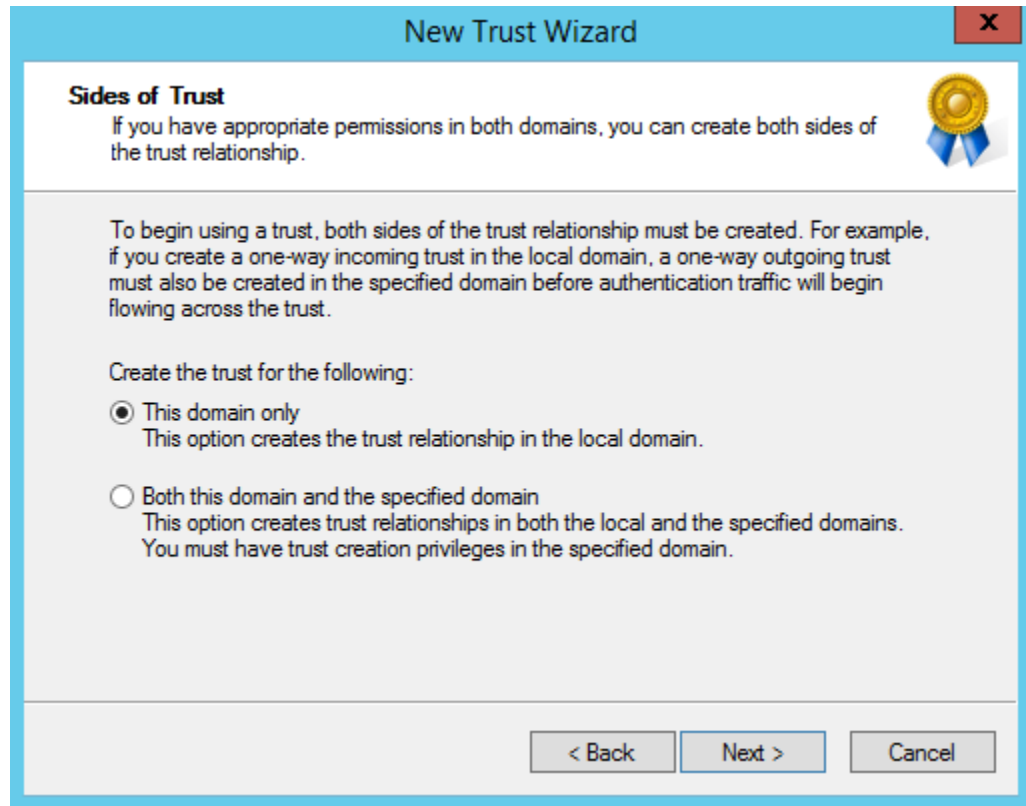 New Trust Wizard
x
Sides of Trust
If you have appropriate permissions in both domains, you can create both sides of
the trust relationship.
To begin using a trust, both sides of the trust relationship must be created. For example,
if you create a one-way incoming trust in the local domain, a one-way outgoing trust
must also be created in the specified domain before authentication traffic will begin
flowing across the trust.
Create the trust for the following:
This domain only
This option creates the trust relationship in the local domain.
Both this domain and the specified domain
This option creates trust relationships in both the local and the specified domains.
You must have trust creation privileges in the specified domain.
< Back Next > Cancel